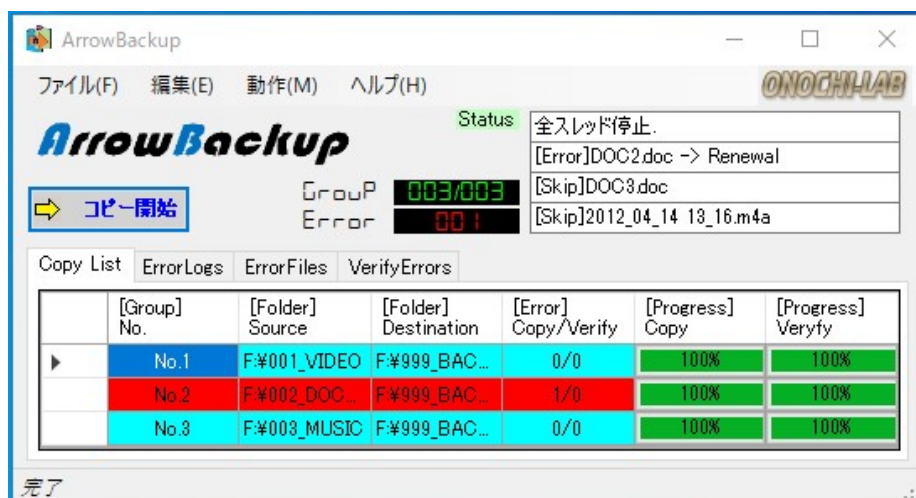 ArrowBackup
ファイル(F) 編集(E) 動作(M) ヘルプ(H)
ONOCHI-LAB
ArrowBackup
Status
全スレッド停止.
[Error]DOC2.doc -> Renewal
[Skip]DOC3.doc
[Skip]2012_04_14 13_16.m4a
コピー開始
GrouP 003/003
Error 001
Copy List ErrorLogs ErrorFiles VerifyErrors
[Group] [Folder] [Folder] [Error] [Progress] [Progress]
No. Source Destination Copy/Verify Copy Veryfy
No.1 F:¥001_VIDEO F:¥999_BAC... 0/0 100% 100%
No.2 F:¥002_DOC... F:¥999_BAC... 1/0 100% 100%
No.3 F:¥003_MUSIC F:¥999_BAC... 0/0 100% 100%
完了